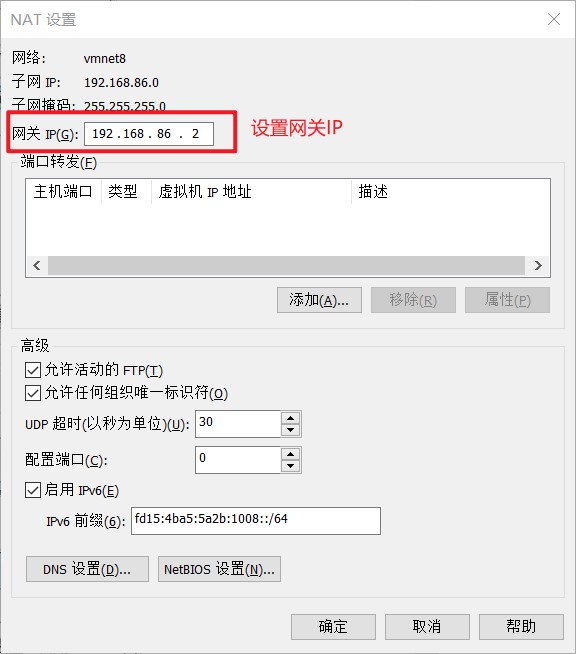 NAT 设置
网络: vmnet8
子网 IP: 192.168.86.0
子网掩码: 255.255.255.0
网关 IP(G): 192 . 168 . 86 . 2
设置网关IP
端口转发(F)
主机端口 类型 虚拟机 IP 地址 描述
添加(A)... 移除(R) 属性(P)
高级
允许活动的 FTP(T)
允许任何组织唯一标识符(O)
UDP 超时(以秒为单位)(U): 30
配置端口(C): 0
启用 IPv6(E)
IPv6 前缀(6): fd15:4ba5:5a2b:1008::/64
DNS 设置(D)... NetBIOS 设置(N)...
确定 取消 帮助